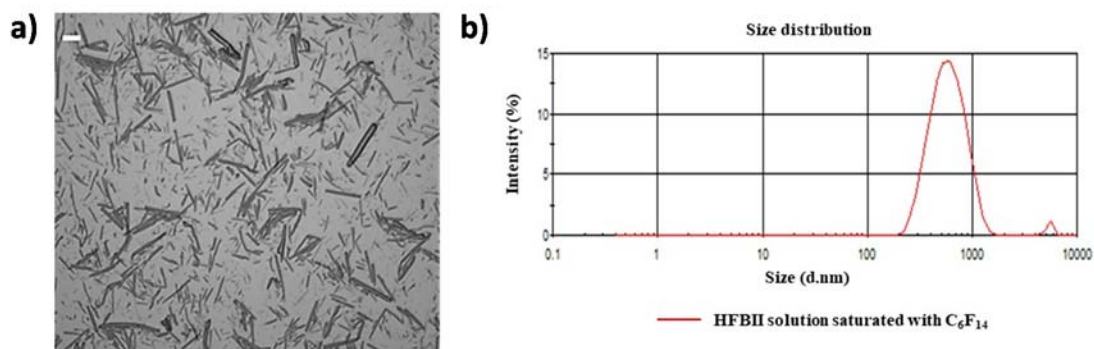 a)
b)
Size distribution
Intensity (%)
15
10
5
0
0.1 1 10 100 1000 10000
Size (d.nm)
HFBII solution saturated with C₆F₁₄